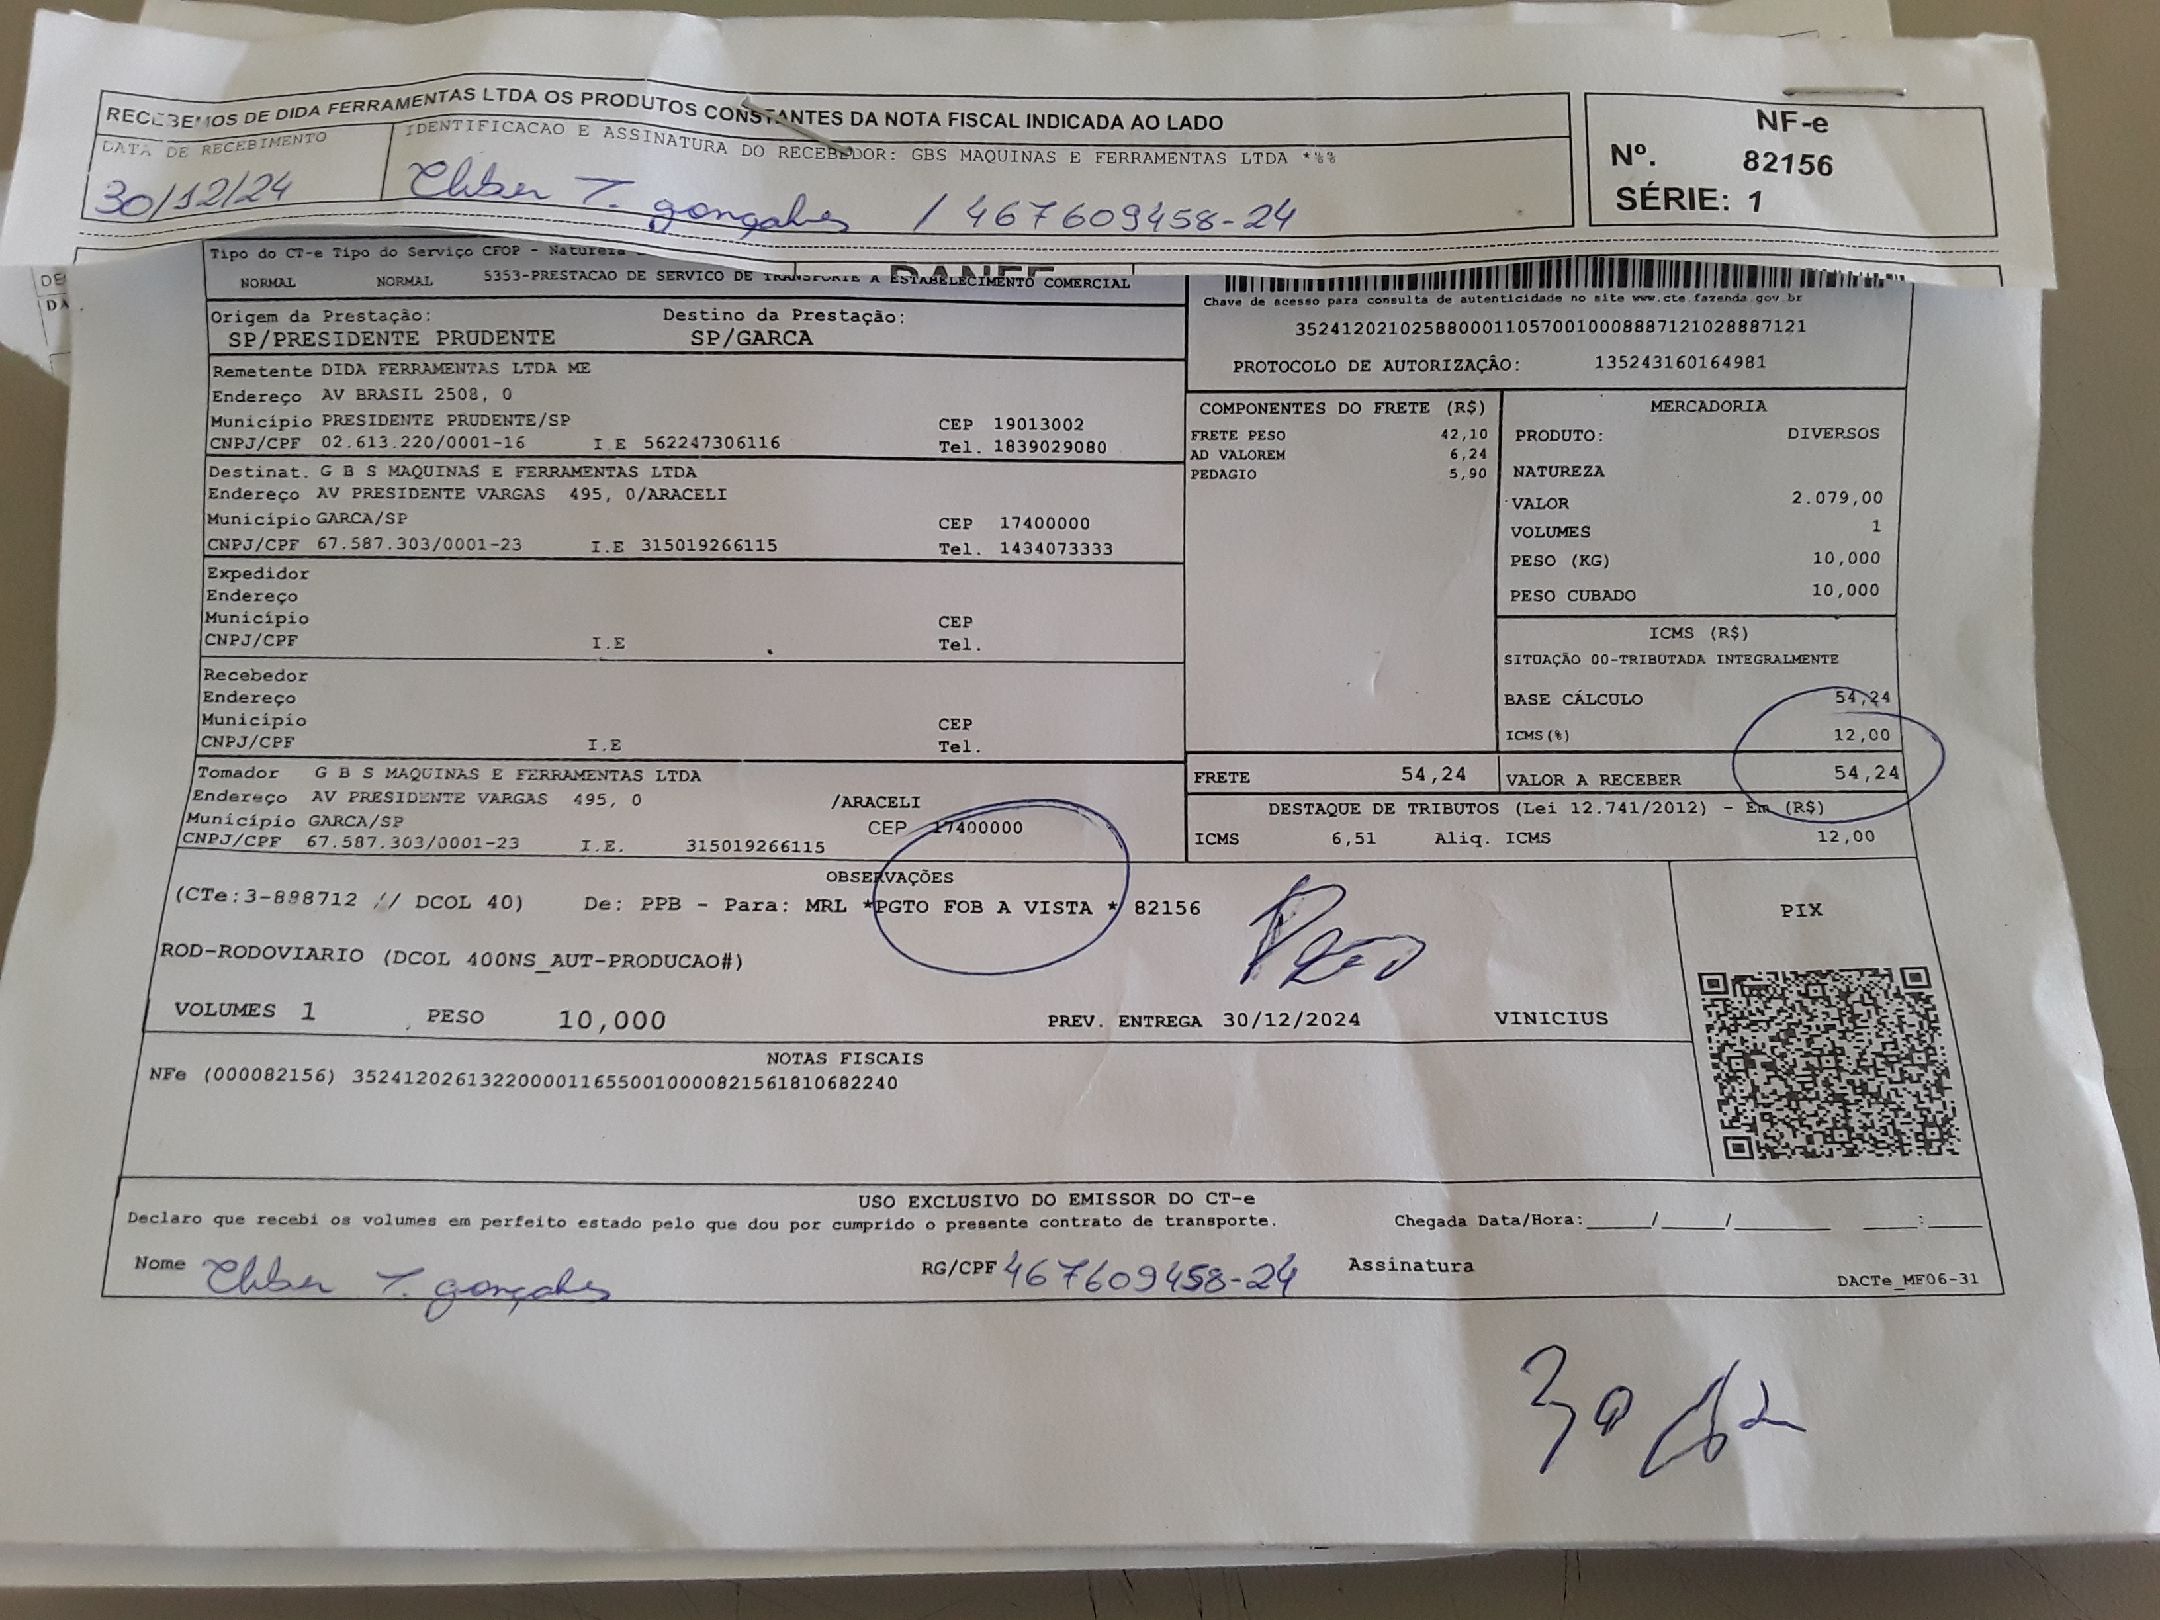 RECEBEMOS DE DIDA FERRAMENTAS LTDA OS PRODUTOS CONSTANTES DA NOTA FISCAL INDICADA AO LADO
DATA DE RECEBIMENTO
30/12/24
IDENTIFICACAO E ASSINATURA DO RECEBEDOR: GBS MAQUINAS E FERRAMENTAS LTDA *%%
T. gonçalves / 467609458-24
NF-e
Nº. 82156
SÉRIE: 1
Tipo do CT-e Tipo do Serviço CFOP - Natureza
NORMAL NORMAL 5353-PRESTACAO DE SERVICO DE TRANSPORTE A ESTABELECIMENTO COMERCIAL
Chave de acesso para consulta de autenticidade no site www.cte.fazenda.gov.br
35241202102588000110570010008887121028887121
PROTOCOLO DE AUTORIZAÇÂO: 135243160164981
Origem da Prestação: Destino da Prestação:
SP/PRESIDENTE PRUDENTE SP/GARCA
Remetente DIDA FERRAMENTAS LTDA ME
Endereço AV BRASIL 2508, 0
Município PRESIDENTE PRUDENTE/SP CEP 19013002
CNPJ/CPF 02.613.220/0001-16 I.E 562247306116 Tel. 1839029080
Destinat. G B S MAQUINAS E FERRAMENTAS LTDA
Endereço AV PRESIDENTE VARGAS 495, 0/ARACELI
Município GARCA/SP CEP 17400000
CNPJ/CPF 67.587.303/0001-23 I.E 315019266115 Tel. 1434073333
Expedidor
Endereço
Município CEP
CNPJ/CPF I.E Tel.
Recebedor
Endereço
Município CEP
CNPJ/CPF I.E Tel.
Tomador G B S MAQUINAS E FERRAMENTAS LTDA
Endereço AV PRESIDENTE VARGAS 495, 0 /ARACELI
Município GARCA/SP CEP 17400000
CNPJ/CPF 67.587.303/0001-23 I.E. 315019266115
COMPONENTES DO FRETE (R$)
FRETE PESO 42,10
AD VALOREM 6,24
PEDAGIO 5,90
MERCADORIA
PRODUTO: DIVERSOS
NATUREZA
VALOR 2.079,00
VOLUMES 1
PESO (KG) 10,000
PESO CUBADO 10,000
ICMS (R$)
SITUAÇÃO 00-TRIBUTADA INTEGRALMENTE
BASE CÁLCULO 54,24
ICMS(%) 12,00
FRETE 54,24 VALOR A RECEBER 54,24
DESTAQUE DE TRIBUTOS (Lei 12.741/2012) - Em (R$)
ICMS 6,51 Aliq. ICMS 12,00
OBSERVAÇÕES
(CTe:3-898712 // DCOL 40) De: PPB - Para: MRL *PGTO FOB A VISTA * 82156
ROD-RODOVIARIO (DCOL 400NS_AUT-PRODUCAO#)
VOLUMES 1 PESO 10,000 PREV. ENTREGA 30/12/2024 VINICIUS
PIX
NOTAS FISCAIS
NFe (000082156) 35241202613220000116550010000821561810682240
USO EXCLUSIVO DO EMISSOR DO CT-e
Declaro que recebi os volumes em perfeito estado pelo que dou por cumprido o presente contrato de transporte. Chegada Data/Hora:_____/_____/________ ____:____
Nome T. gonçalves RG/CPF 467609458-24 Assinatura
DACTe_MF06-31